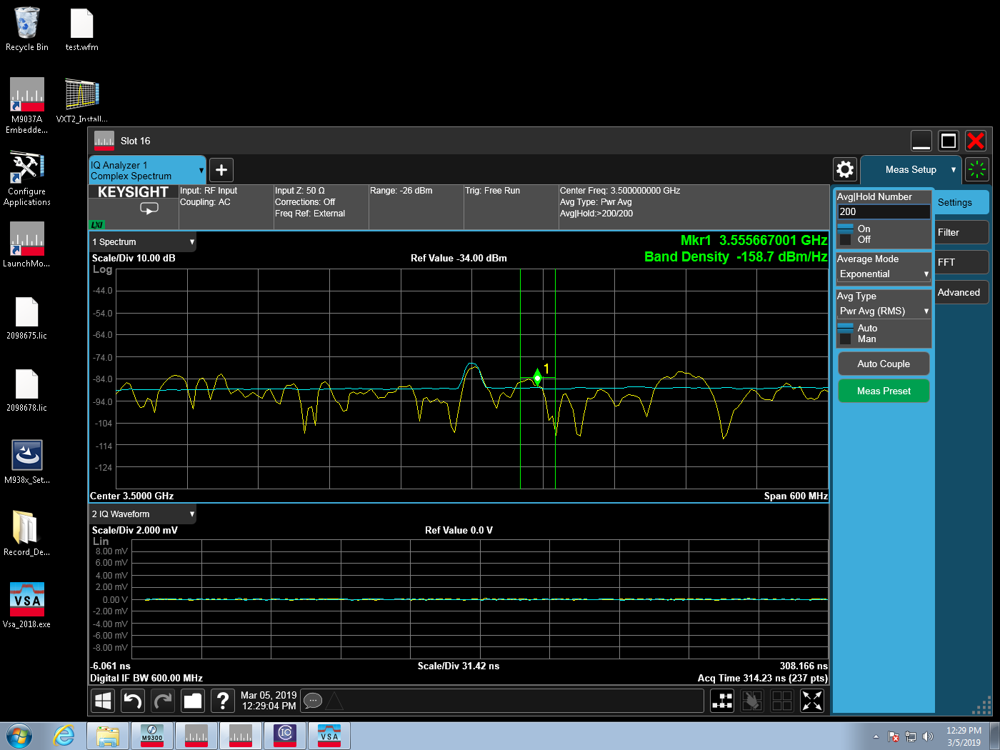 Recycle Bin
test.wfm
M9037A
Embedde...
VXT2_Install...
Configure
Applications
LaunchMo...
2098675.lic
2098678.lic
M938x_Set...
Record_De...
VSA
Vsa_2018.exe
Slot 16
IQ Analyzer 1
Complex Spectrum
Meas Setup
KEYSIGHT
LXI
Input: RF Input
Coupling: AC
Input Z: 50 Ω
Corrections: Off
Freq Ref: External
Range: -26 dBm
Trig: Free Run
Center Freq: 3.500000000 GHz
Avg Type: Pwr Avg
Avg|Hold:>200/200
1 Spectrum
Scale/Div 10.00 dB
Ref Value -34.00 dBm
Mkr1 3.555667001 GHz
Band Density -158.7 dBm/Hz
Log
-44.0
-54.0
-64.0
-74.0
-84.0
-94.0
-104
-114
-124
1
Center 3.5000 GHz
Span 600 MHz
2 IQ Waveform
Scale/Div 2.000 mV
Ref Value 0.0 V
Lin
8.00 mV
6.00 mV
4.00 mV
2.00 mV
0.00 V
-2.00 mV
-4.00 mV
-6.00 mV
-8.00 mV
-6.061 ns
Scale/Div 31.42 ns
308.166 ns
Digital IF BW 600.00 MHz
Acq Time 314.23 ns (237 pts)
Avg|Hold Number
200
On
Off
Average Mode
Exponential
Avg Type
Pwr Avg (RMS)
Auto
Man
Auto Couple
Meas Preset
Settings
Filter
FFT
Advanced
?
Mar 05, 2019
12:29:04 PM
M9300
IC
VSA
12:29 PM
3/5/2019